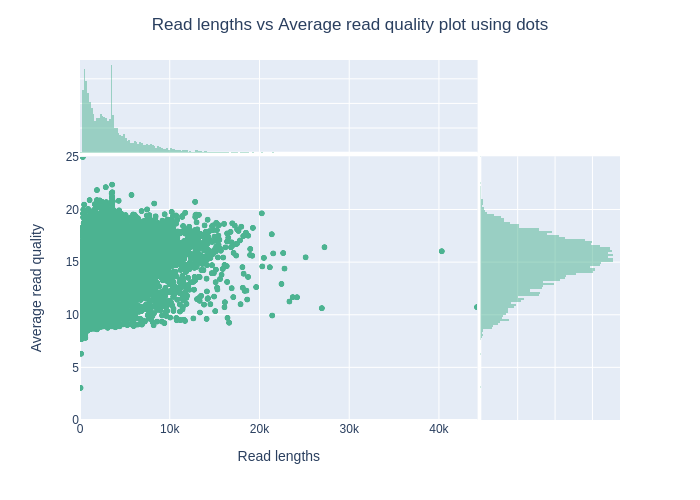 Read lengths vs Average read quality plot using dots
25
20
15
10
5
0
Average read quality
0
10k
20k
30k
40k
Read lengths